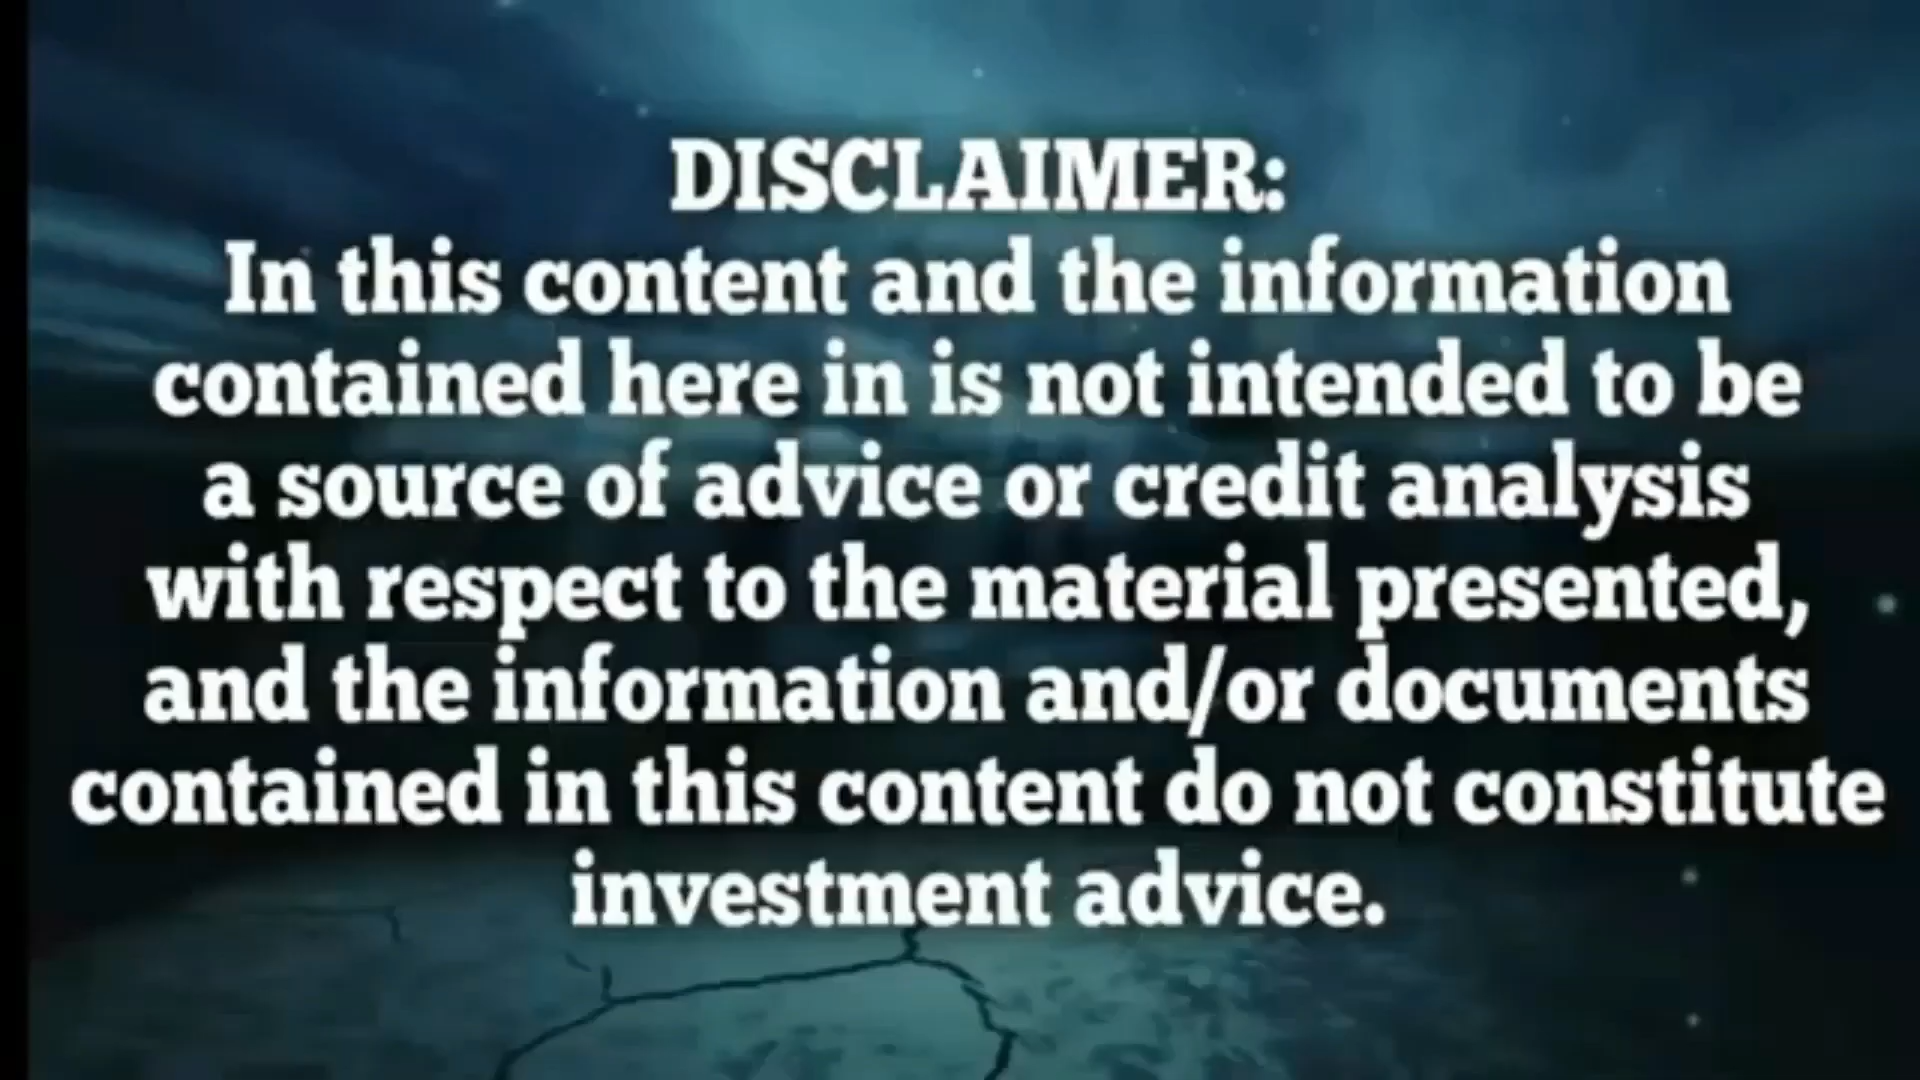 DISCLAIMER:
In this content and the information
contained here in is not intended to be
a source of advice or credit analysis
with respect to the material presented,
and the information and/or documents
contained in this content do not constitute
investment advice.